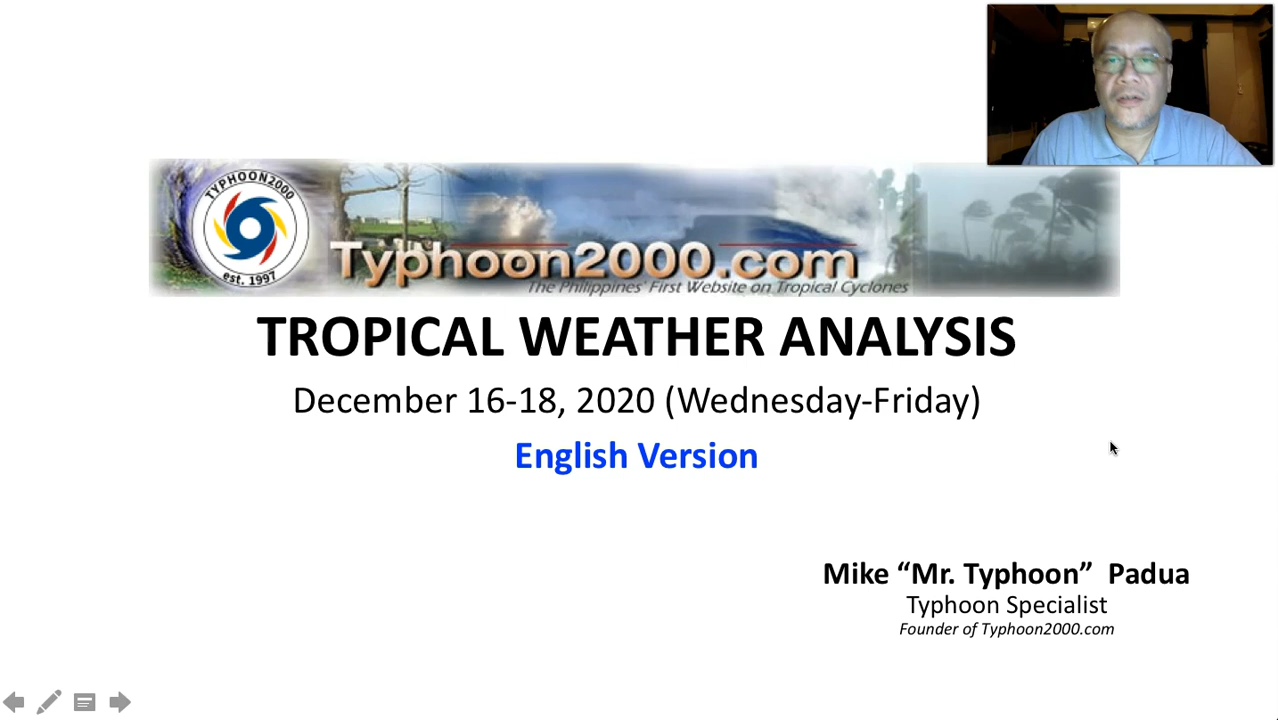 TYPHOON2000
est. 1997
Typhoon2000.com
The Philippines' First Website on Tropical Cyclones
TROPICAL WEATHER ANALYSIS
December 16-18, 2020 (Wednesday-Friday)
English Version
Mike “Mr. Typhoon” Padua
Typhoon Specialist
Founder of Typhoon2000.com